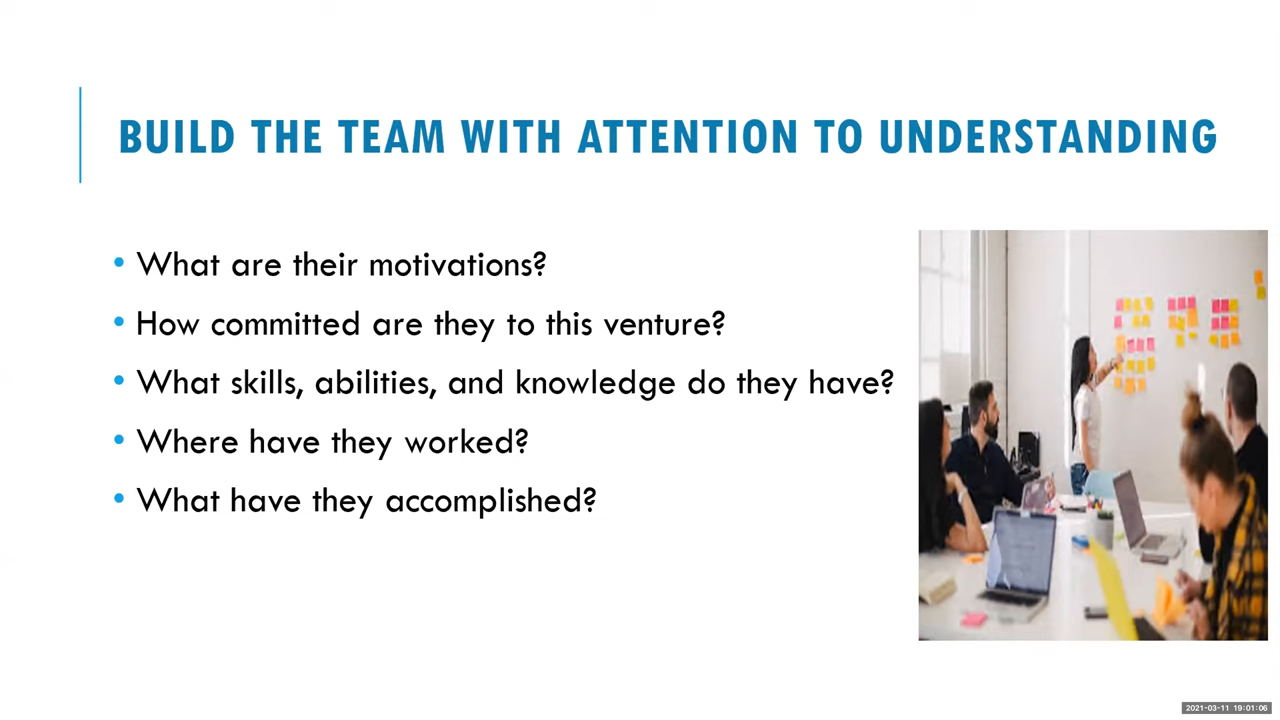 BUILD THE TEAM WITH ATTENTION TO UNDERSTANDING
• What are their motivations?
• How committed are they to this venture?
• What skills, abilities, and knowledge do they have?
• Where have they worked?
• What have they accomplished?
2021-03-11 19:01:06